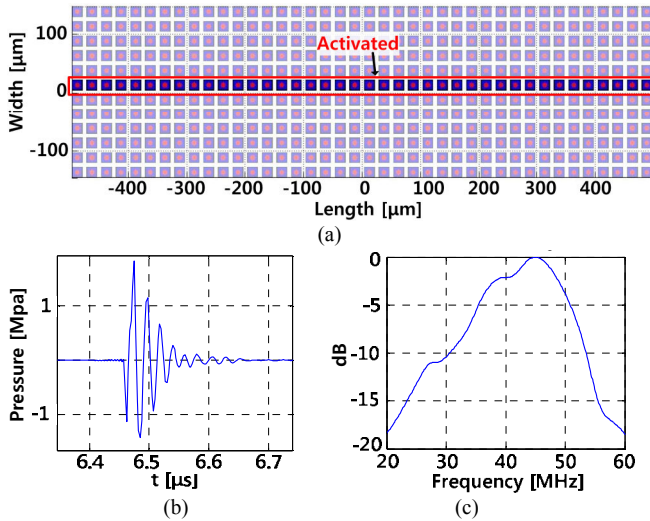 Width [µm]
100
0
-100
Activated
-400 -300 -200 -100 0 100 200 300 400
Length [µm]
(a)
Pressure [Mpa]
1
-1
6.4 6.5 6.6 6.7
t [µs]
(b)
dB
0
-5
-10
-15
-20
20 30 40 50 60
Frequency [MHz]
(c)